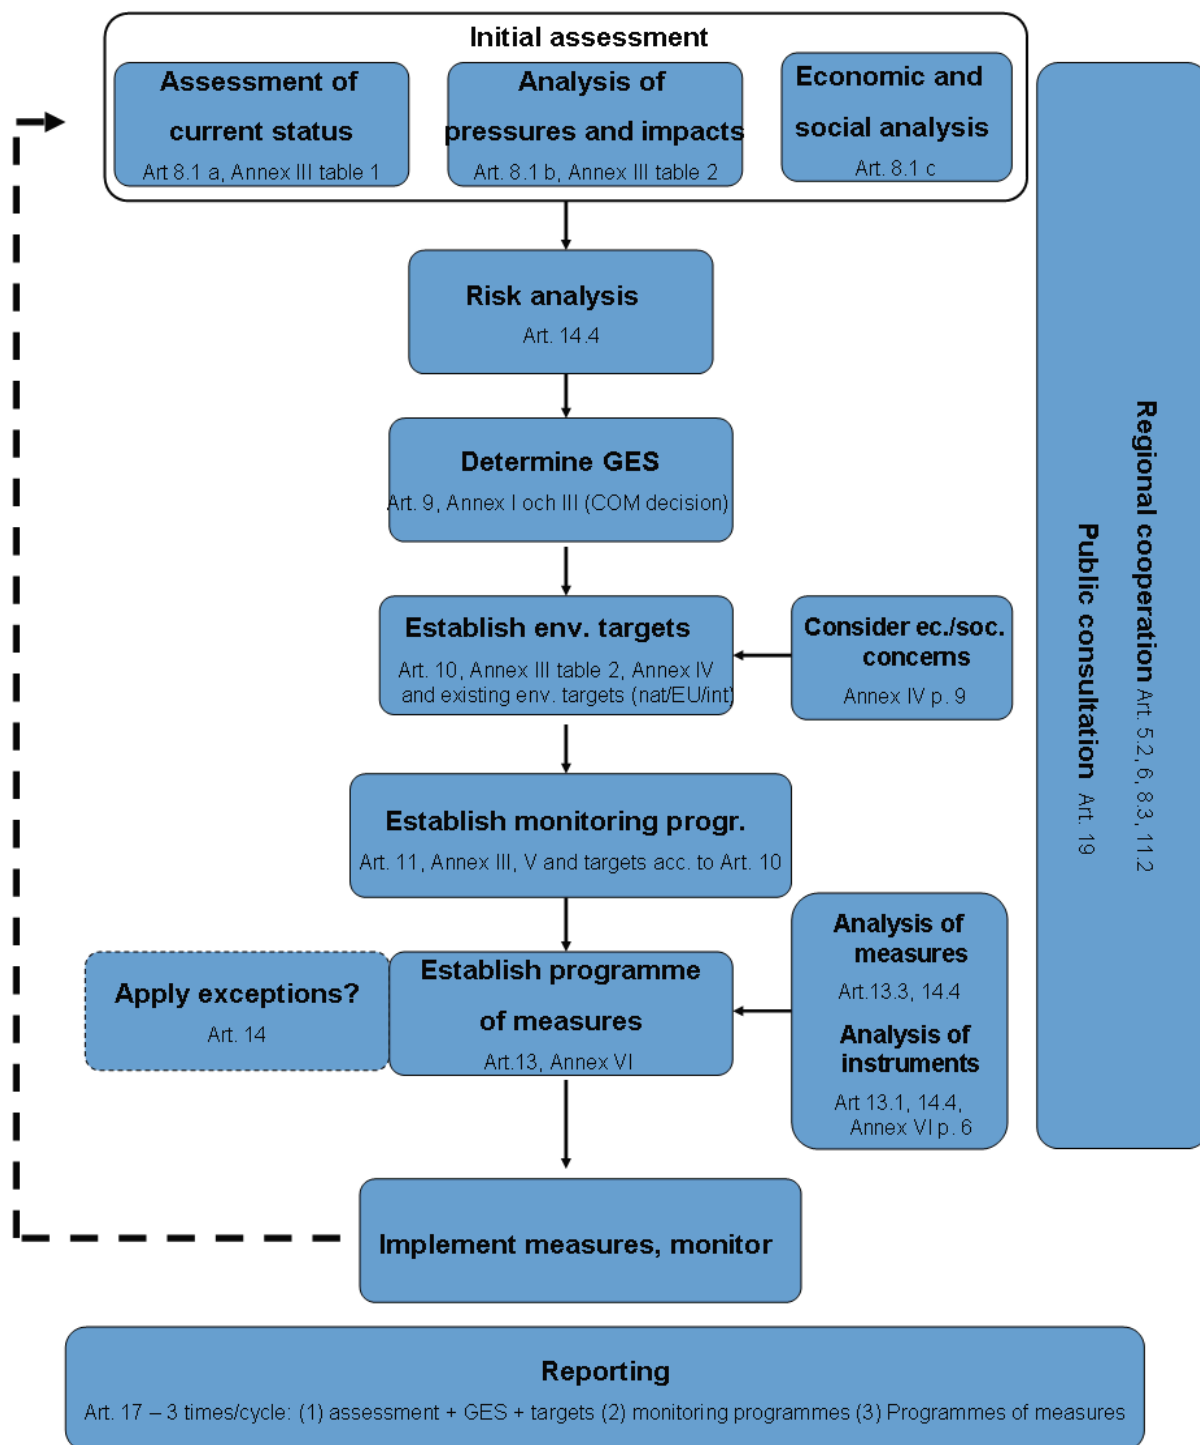 Initial assessment
Assessment of
current status
Art 8.1 a, Annex III table 1
Analysis of
pressures and impacts
Art. 8.1 b, Annex III table 2
Economic and
social analysis
Art. 8.1 c
Risk analysis
Art. 14.4
Determine GES
Art. 9, Annex I och III (COM decision)
Establish env. targets
Art. 10, Annex III table 2, Annex IV
and existing env. targets (nat/EU/int)
Consider ec./soc.
concerns
Annex IV p. 9
Establish monitoring progr.
Art. 11, Annex III, V and targets acc. to Art. 10
Apply exceptions?
Art. 14
Establish programme
of measures
Art.13, Annex VI
Analysis of
measures
Art.13.3, 14.4
Analysis of
instruments
Art 13.1, 14.4,
Annex VI p. 6
Implement measures, monitor
Regional cooperation Art. 5.2, 6, 8.3, 11.2
Public consultation Art. 19
Reporting
Art. 17 – 3 times/cycle: (1) assessment + GES + targets (2) monitoring programmes (3) Programmes of measures